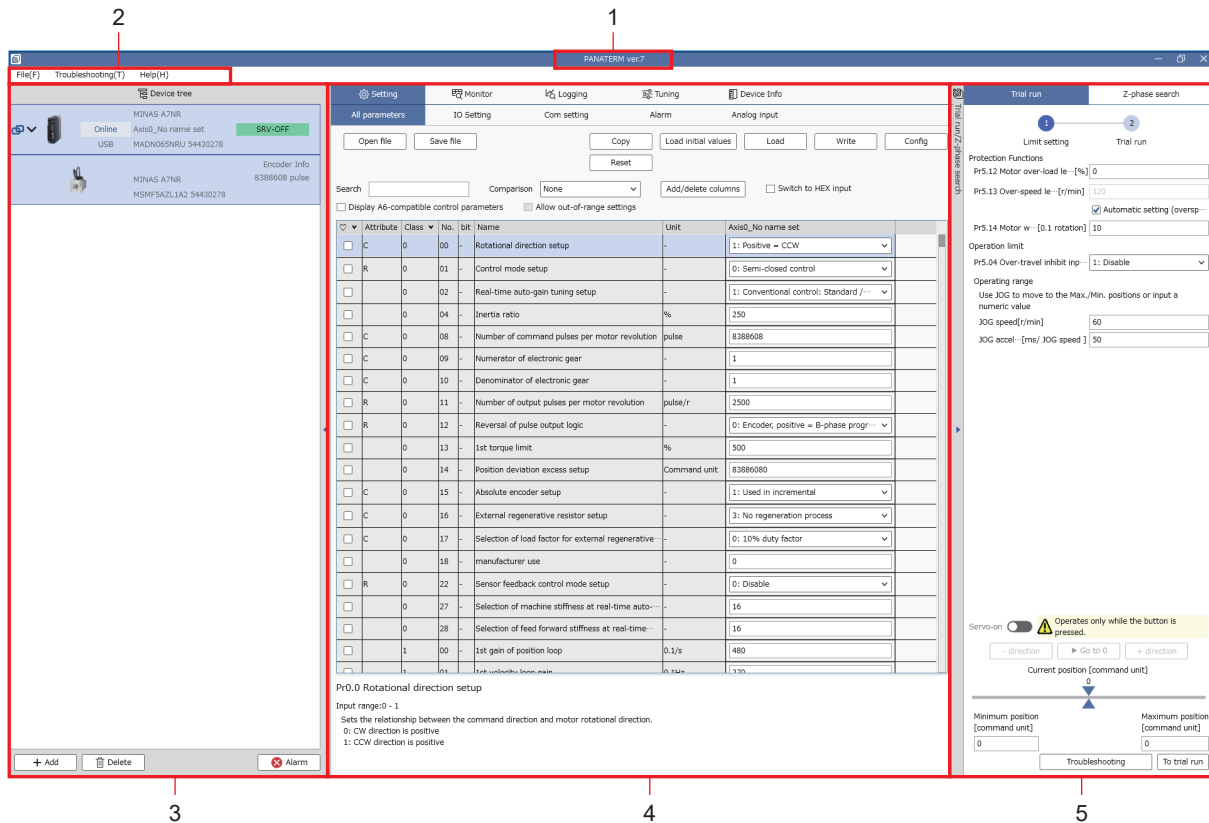 2
1
PANATERM ver.7
File(F) Troubleshooting(T) Help(H)
Device tree
MINAS A7NR
Online Axis0_No name set SRV-OFF
USB MADN065NRU 54430278
Encoder Info
MINAS A7NR 8388608 pulse
MSMF5AZL1A2 54430278
+ Add Delete Alarm
Setting Monitor Logging Tuning Device Info
All parameters IO Setting Com setting Alarm Analog input
Open file Save file Copy Load initial values Load Write Config
Reset
Search Comparison None Add/delete columns Switch to HEX input
Display A6-compatible control parameters Allow out-of-range settings
Attribute Class No. bit Name Unit Axis0_No name set
C 0 00 - Rotational direction setup - 1: Positive = CCW
R 0 01 - Control mode setup - 0: Semi-closed control
0 02 - Real-time auto-gain tuning setup - 1: Conventional control: Standard /···
0 04 - Inertia ratio % 250
C 0 08 - Number of command pulses per motor revolution pulse 8388608
C 0 09 - Numerator of electronic gear - 1
C 0 10 - Denominator of electronic gear - 1
R 0 11 - Number of output pulses per motor revolution pulse/r 2500
R 0 12 - Reversal of pulse output logic - 0: Encoder, positive = B-phase progr···
0 13 - 1st torque limit % 500
0 14 - Position deviation excess setup Command unit 83886080
C 0 15 - Absolute encoder setup - 1: Used in incremental
C 0 16 - External regenerative resistor setup - 3: No regeneration process
C 0 17 - Selection of load factor for external regenerative··· - 0: 10% duty factor
0 18 - manufacturer use - 0
R 0 22 - Sensor feedback control mode setup - 0: Disable
0 27 - Selection of machine stiffness at real-time auto-··· - 16
0 28 - Selection of feed forward stiffness at real-time··· - 16
1 00 - 1st gain of position loop 0.1/s 480
1 01 - 1st velocity loop gain 0.1Hz 270
Pr0.0 Rotational direction setup
Input range:0 - 1
Sets the relationship between the command direction and motor rotational direction.
0: CW direction is positive
1: CCW direction is positive
Trial run/Z-phase search
Trial run Z-phase search
1 2
Limit setting Trial run
Protection Functions
Pr5.12 Motor over-load le···[%] 0
Pr5.13 Over-speed le···[r/min] 120
Automatic setting (oversp···
Pr5.14 Motor w···[0.1 rotation] 10
Operation limit
Pr5.04 Over-travel inhibit inp··· 1: Disable
Operating range
Use JOG to move to the Max./Min. positions or input a
numeric value
JOG speed[r/min] 60
JOG accel···[ms/ JOG speed ] 50
Servo-on Operates only while the button is
pressed.
- direction Go to 0 + direction
Current position [command unit]
0
Minimum position Maximum position
[command unit] [command unit]
0 0
Troubleshooting To trial run
3
4
5